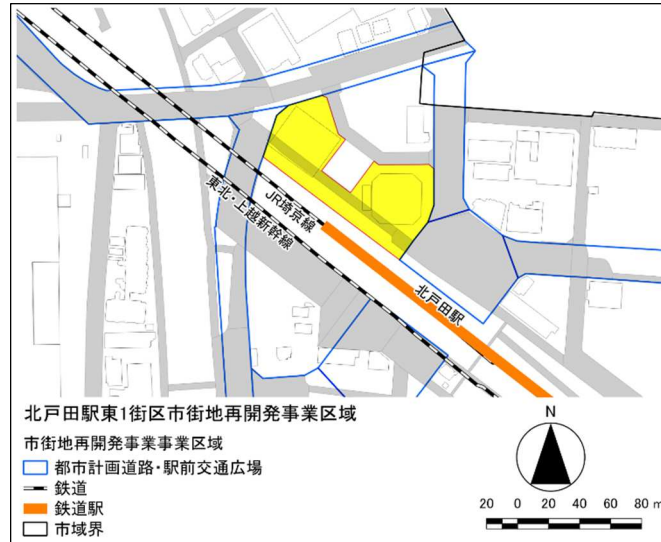 東北・上越新幹線
JR埼京線
北戸田駅
北戸田駅東1街区市街地再開発事業区域
市街地再開発事業事業区域
都市計画道路・駅前交通広場
鉄道
鉄道駅
市域界
N
20 0 20 40 60 80 m